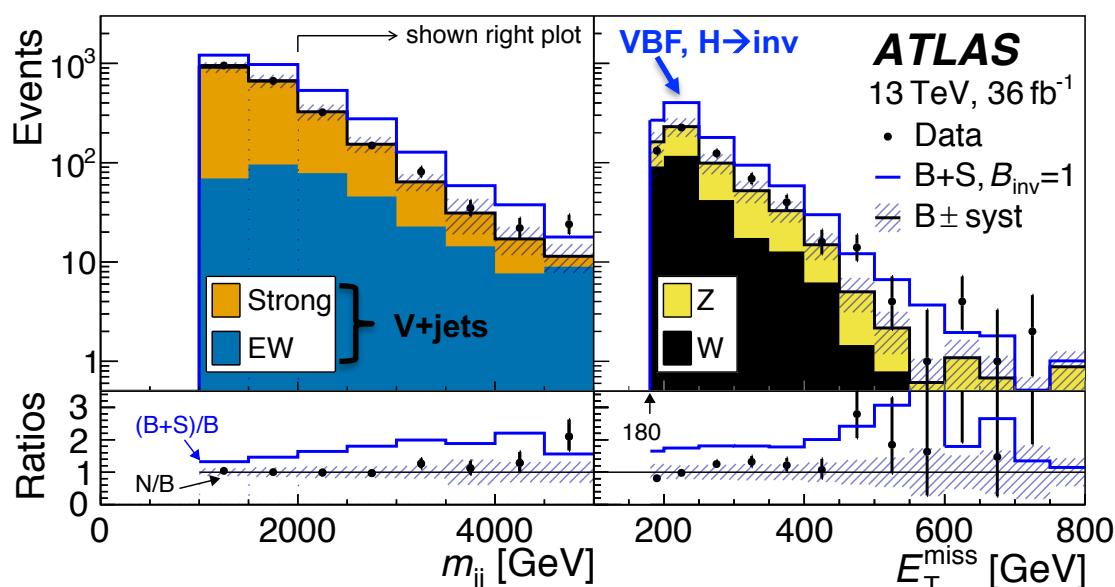 Events
10³
10²
10
1
shown right plot
Strong
EW
V+jets
VBF, H→inv
ATLAS
13 TeV, 36 fb⁻¹
Data
B+S, B_inv=1
B ± syst
Z
W
Ratios
3
2
1
0
(B+S)/B
N/B
180
0 2000 4000
200 400 600 800
m_jj [GeV]
E_T^miss [GeV]